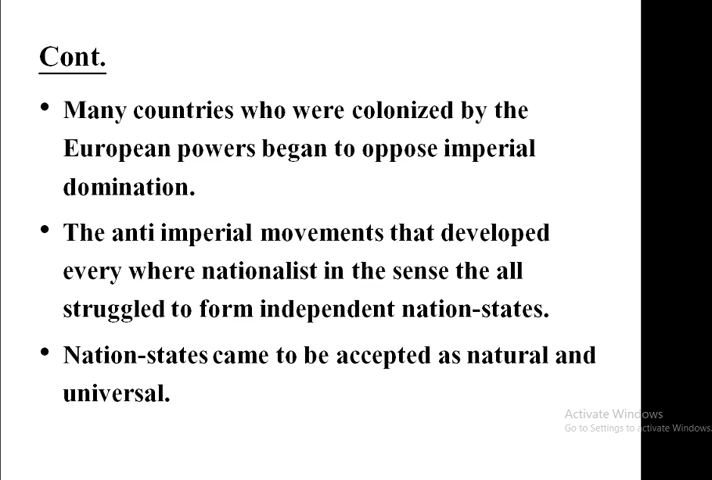 Cont.
• Many countries who were colonized by the
European powers began to oppose imperial
domination.
• The anti imperial movements that developed
every where nationalist in the sense the all
struggled to form independent nation-states.
• Nation-states came to be accepted as natural and
universal.
Activate Windows
Go to Settings to activate Windows.